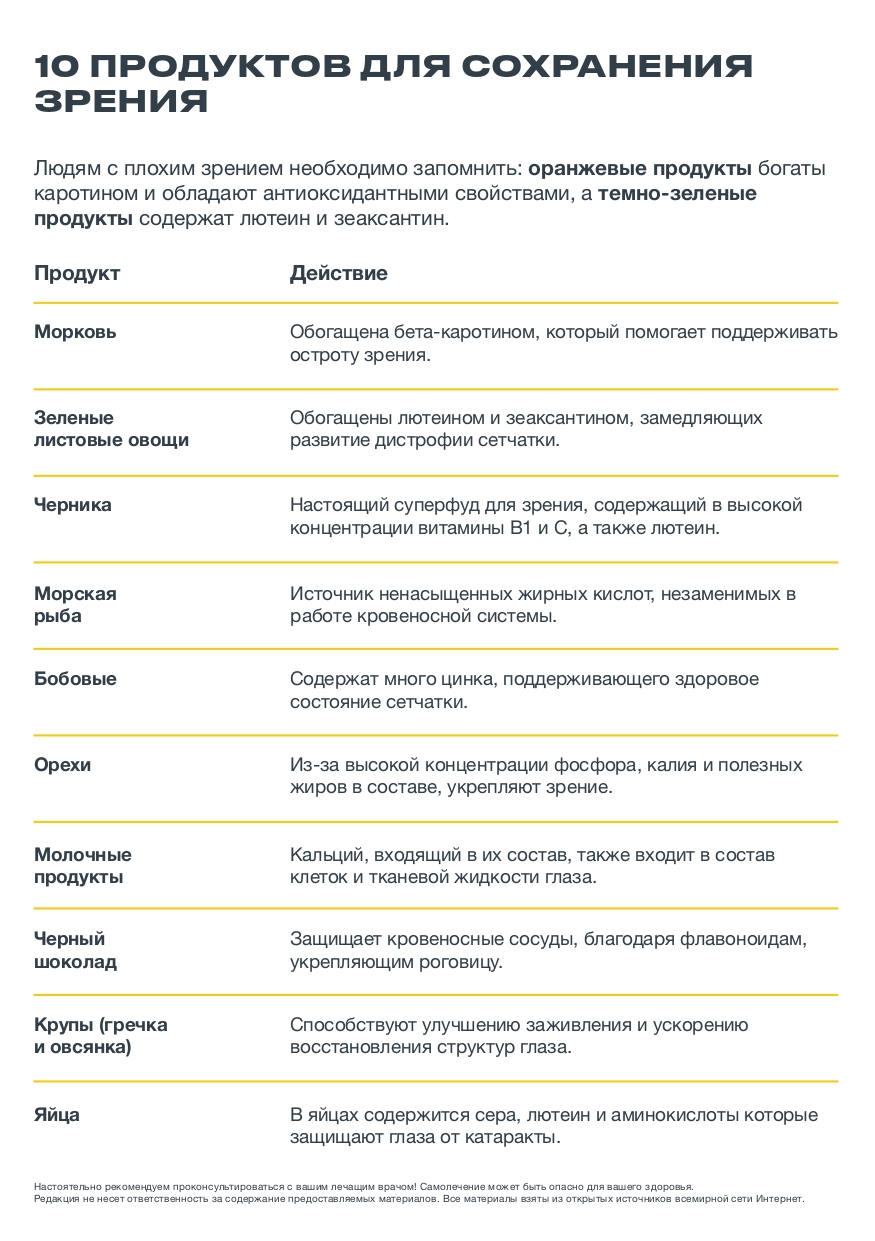 10 ПРОДУКТОВ ДЛЯ СОХРАНЕНИЯ
ЗРЕНИЯ
Людям с плохим зрением необходимо запомнить: оранжевые продукты богаты
каротином и обладают антиоксидантными свойствами, а темно-зеленые
продукты содержат лютеин и зеаксантин.
Продукт Действие
Морковь Обогащена бета-каротином, который помогает поддерживать
остроту зрения.
Зеленые Обогащены лютеином и зеаксантином, замедляющих
листовые овощи развитие дистрофии сетчатки.
Черника Настоящий суперфуд для зрения, содержащий в высокой
концентрации витамины В1 и С, а также лютеин.
Морская Источник ненасыщенных жирных кислот, незаменимых в
рыба работе кровеносной системы.
Бобовые Содержат много цинка, поддерживающего здоровое
состояние сетчатки.
Орехи Из-за высокой концентрации фосфора, калия и полезных
жиров в составе, укрепляют зрение.
Молочные Кальций, входящий в их состав, также входит в состав
продукты клеток и тканевой жидкости глаза.
Черный Защищает кровеносные сосуды, благодаря флавоноидам,
шоколад укрепляющим роговицу.
Крупы (гречка Способствуют улучшению заживления и ускорению
и овсянка) восстановления структур глаза.
Яйца В яйцах содержится сера, лютеин и аминокислоты которые
защищают глаза от катаракты.
Настоятельно рекомендуем проконсультироваться с вашим лечащим врачом! Самолечение может быть опасно для вашего здоровья.
Редакция не несет ответственность за содержание предоставляемых материалов. Все материалы взяты из открытых источников всемирной сети Интернет.